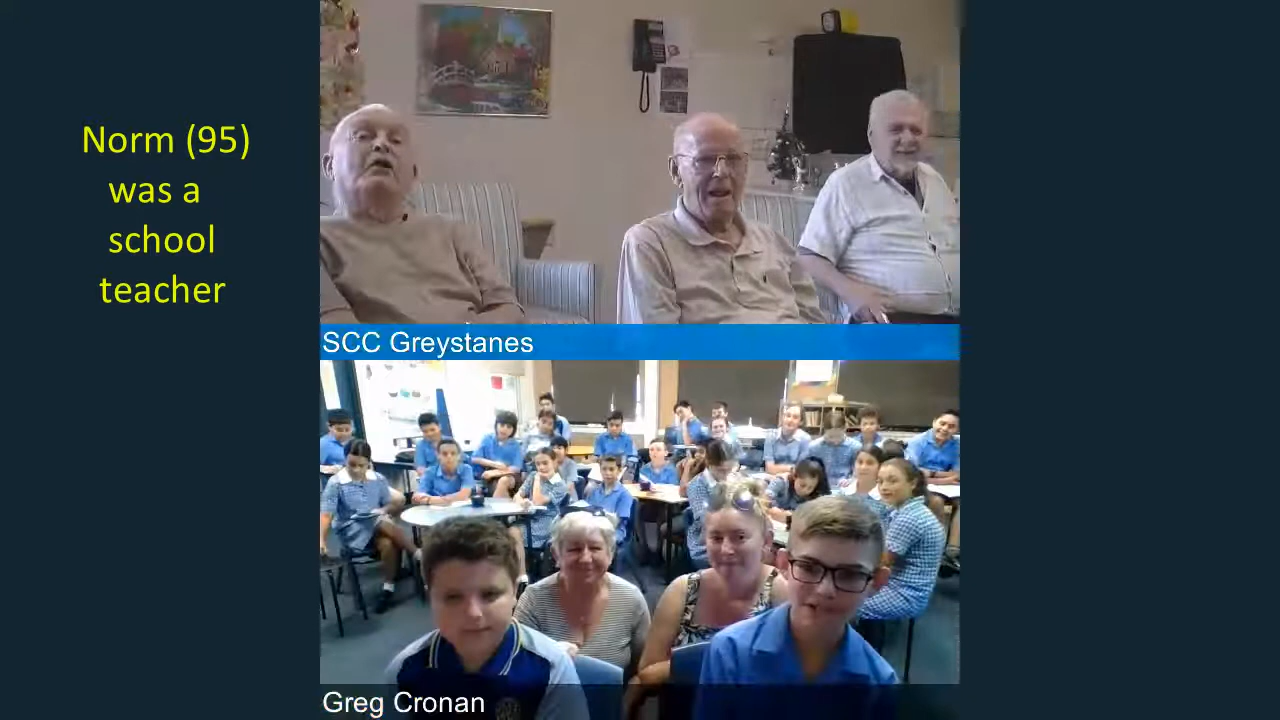 Norm (95)
was a
school
teacher
SCC Greystanes
Greg Cronan